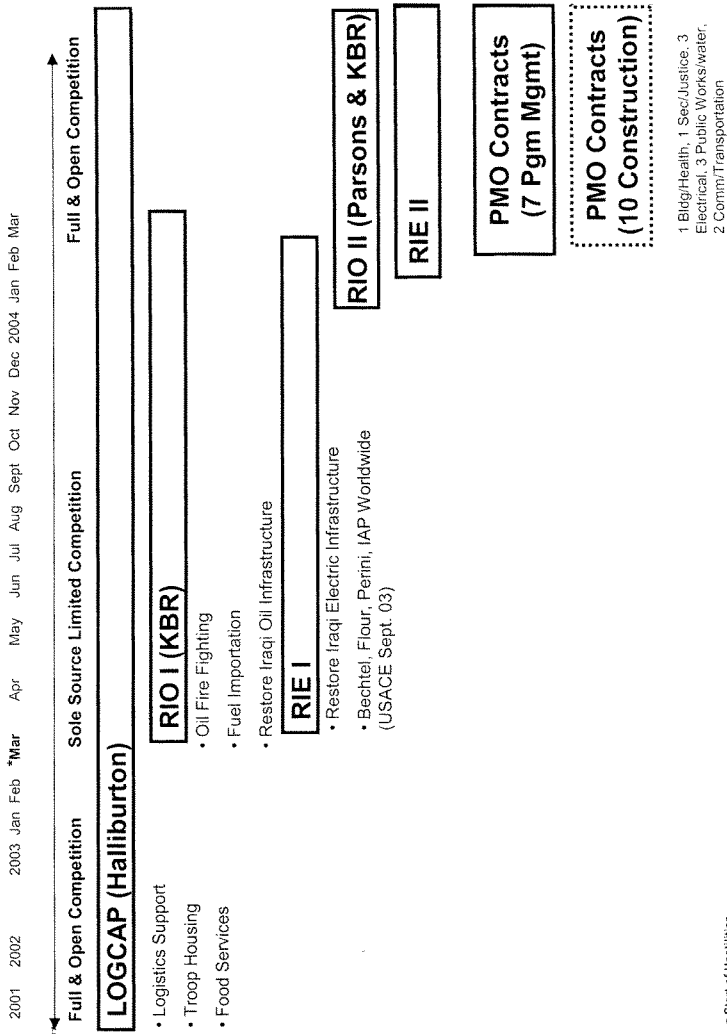 2001 2002 2003 Jan Feb *Mar Apr May Jun Jul Aug Sept Oct Nov Dec 2004 Jan Feb Mar
Full & Open Competition Sole Source Limited Competition Full & Open Competition
LOGCAP (Halliburton)
• Logistics Support
• Troop Housing
• Food Services
RIO I (KBR)
• Oil Fire Fighting
• Fuel Importation
• Restore Iraqi Oil Infrastructure
RIE I
• Restore Iraqi Electric Infrastructure
• Bechtel, Flour, Perini, IAP Worldwide
(USACE Sept. 03)
RIO II (Parsons & KBR)
RIE II
PMO Contracts
(7 Pgm Mgmt)
PMO Contracts
(10 Construction)
1 Bldg/Health, 1 Sec/Justice, 3
Electrical, 3 Public Works/water,
2 Comm/Transportation